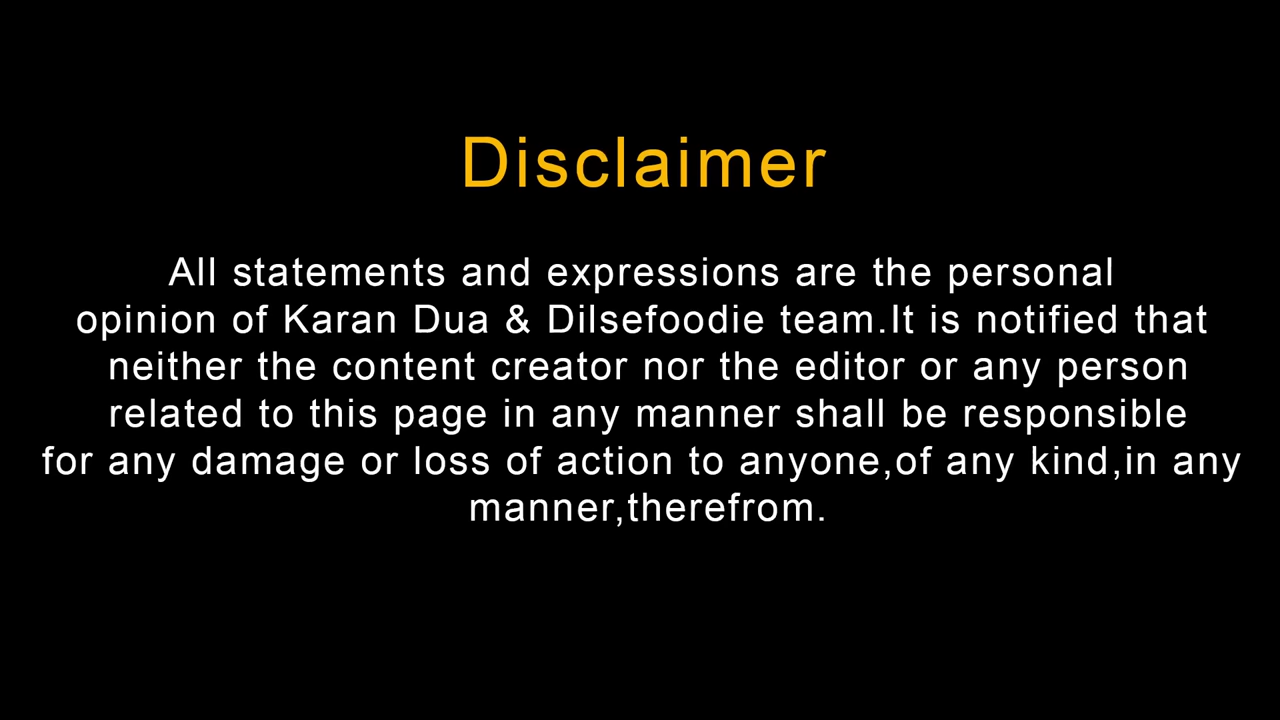 Disclaimer
All statements and expressions are the personal
opinion of Karan Dua & Dilsefoodie team.It is notified that
neither the content creator nor the editor or any person
related to this page in any manner shall be responsible
for any damage or loss of action to anyone,of any kind,in any
manner,therefrom.